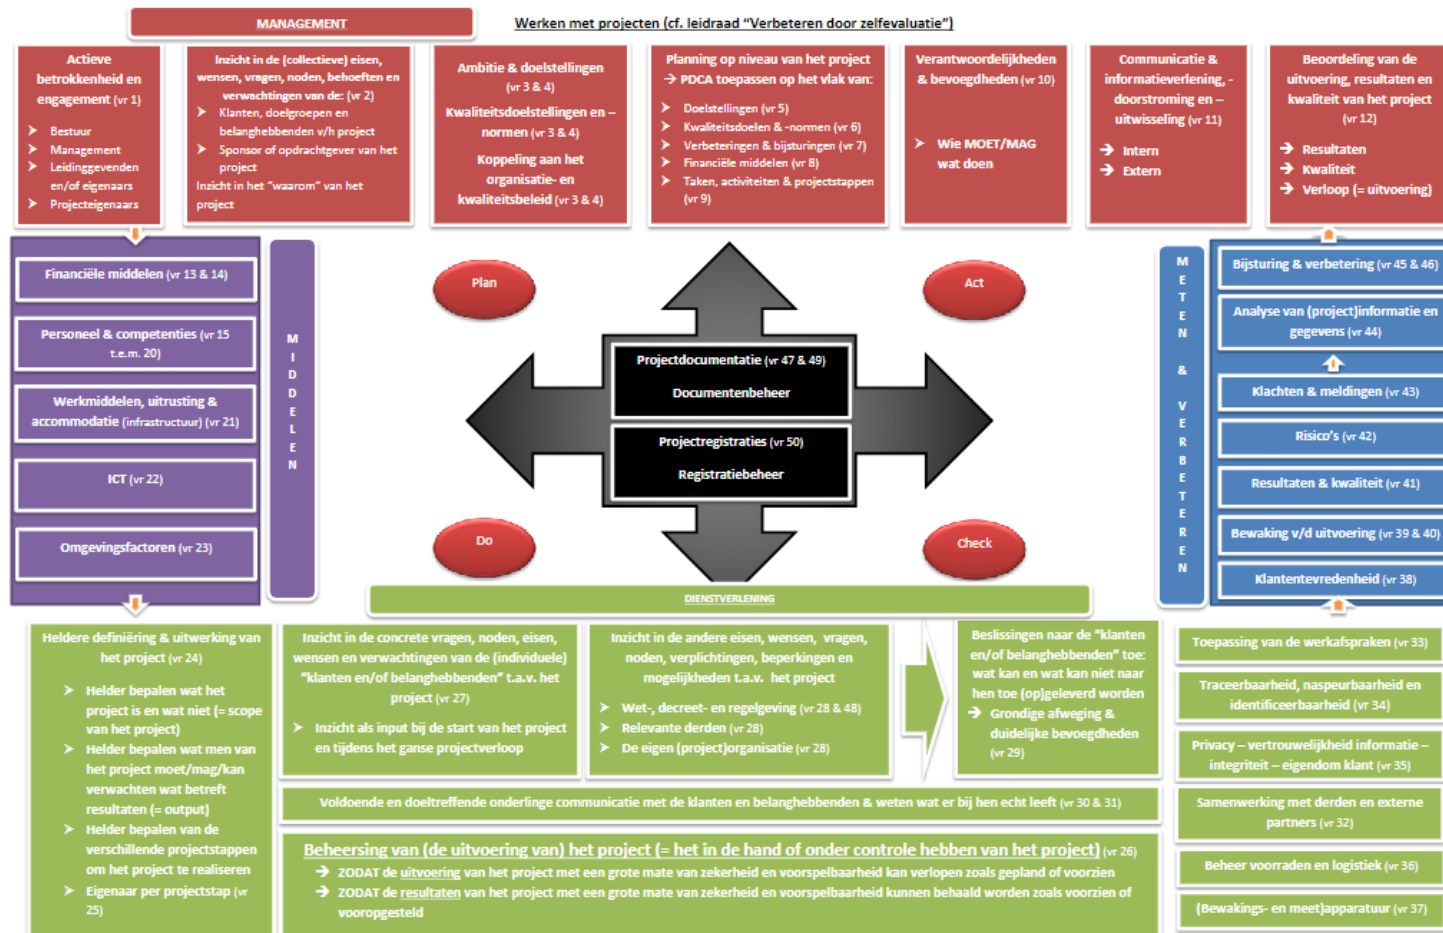 MANAGEMENT
Werken met projecten (cf. leidraad “Verbeteren door zelfevaluatie”)
Actieve
betrokkenheid en
engagement (vr 1)
➢ Bestuur
➢ Management
➢ Leidinggevenden
en/of eigenaars
➢ Projecteigenaars
Inzicht in de (collectieve) eisen,
wensen, vragen, noden, behoeften en
verwachtingen van de: (vr 2)
➢ Klanten, doelgroepen en
belanghebbenden v/h project
➢ Sponsor of opdrachtgever van het
project
Inzicht in het “waarom” van het
project
Ambitie & doelstellingen
(vr 3 & 4)
Kwaliteitsdoelstellingen en –
normen (vr 3 & 4)
Koppeling aan het
organisatie- en
kwaliteitsbeleid (vr 3 & 4)
Planning op niveau van het project
→ PDCA toepassen op het vlak van:
➢ Doelstellingen (vr 5)
➢ Kwaliteitsdoelen & -normen (vr 6)
➢ Verbeteringen & bijsturingen (vr 7)
➢ Financiële middelen (vr 8)
➢ Taken, activiteiten & projectstappen
(vr 9)
Verantwoordelijkheden
& bevoegdheden (vr 10)
➢ Wie MOET/MAG
wat doen
Communicatie &
informatieverlening, -
doorstroming en –
uitwisseling (vr 11)
→ Intern
→ Extern
Beoordeling van de
uitvoering, resultaten en
kwaliteit van het project
(vr 12)
→ Resultaten
→ Kwaliteit
→ Verloop (= uitvoering)
Financiële middelen (vr 13 & 14)
Personeel & competenties (vr 15
t.e.m. 20)
Werkmiddelen, uitrusting &
accommodatie (infrastructuur) (vr 21)
ICT (vr 22)
Omgevingsfactoren (vr 23)
MIDDELEN
Plan
Act
Do
Check
Projectdocumentatie (vr 47 & 49)
Documentenbeheer
Projectregistraties (vr 50)
Registratiebeheer
METEN & VERBETEREN
Bijsturing & verbetering (vr 45 & 46)
Analyse van (project)informatie en
gegevens (vr 44)
Klachten & meldingen (vr 43)
Risico’s (vr 42)
Resultaten & kwaliteit (vr 41)
Bewaking v/d uitvoering (vr 39 & 40)
Klantentevredenheid (vr 38)
DIENSTVERLENING
Heldere definiëring & uitwerking van
het project (vr 24)
➢ Helder bepalen wat het
project is en wat niet (= scope
van het project)
➢ Helder bepalen wat men van
het project moet/mag/kan
verwachten wat betreft
resultaten (= output)
➢ Helder bepalen van de
verschillende projectstappen
om het project te realiseren
➢ Eigenaar per projectstap (vr
25)
Inzicht in de concrete vragen, noden, eisen,
wensen en verwachtingen van de (individuele)
“klanten en/of belanghebbenden” t.a.v. het
project (vr 27)
➢ Inzicht als input bij de start van het project
en tijdens het ganse projectverloop
Inzicht in de andere eisen, wensen, vragen,
noden, verplichtingen, beperkingen en
mogelijkheden t.a.v. het project
➢ Wet-, decreet- en regelgeving (vr 28 & 48)
➢ Relevante derden (vr 28)
➢ De eigen (project)organisatie (vr 28)
Beslissingen naar de “klanten
en/of belanghebbenden” toe:
wat kan en wat kan niet naar
hen toe (op)geleverd worden
→ Grondige afweging &
duidelijke bevoegdheden
(vr 29)
Voldoende en doeltreffende onderlinge communicatie met de klanten en belanghebbenden & weten wat er bij hen echt leeft (vr 30 & 31)
Beheersing van (de uitvoering van) het project (= het in de hand of onder controle hebben van het project) (vr 26)
→ ZODAT de uitvoering van het project met een grote mate van zekerheid en voorspelbaarheid kan verlopen zoals gepland of voorzien
→ ZODAT de resultaten van het project met een grote mate van zekerheid en voorspelbaarheid kunnen behaald worden zoals voorzien of
vooropgesteld
Toepassing van de werkafspraken (vr 33)
Traceerbaarheid, naspeurbaarheid en
identificeerbaarheid (vr 34)
Privacy – vertrouwelijkheid informatie –
integriteit – eigendom klant (vr 35)
Samenwerking met derden en externe
partners (vr 32)
Beheer voorraden en logistiek (vr 36)
(Bewakings- en meet)apparatuur (vr 37)